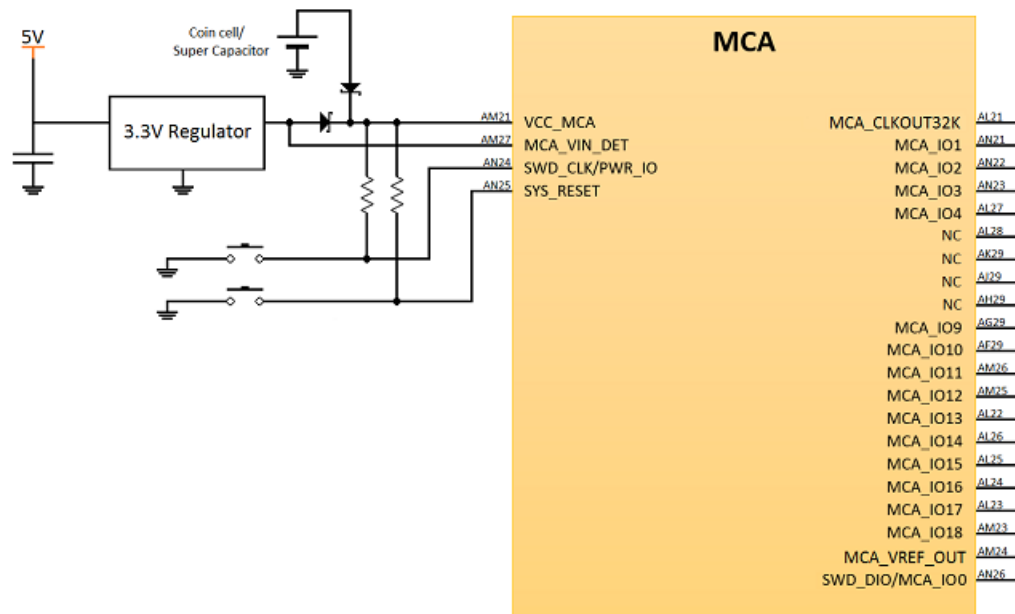 5V
Coin cell/
Super Capacitor
3.3V Regulator
MCA
AM21 VCC_MCA
AM27 MCA_VIN_DET
AN24 SWD_CLK/PWR_IO
AN25 SYS_RESET
MCA_CLKOUT32K AL21
MCA_IO1 AN21
MCA_IO2 AN22
MCA_IO3 AN23
MCA_IO4 AL27
NC AL28
NC AK29
NC AJ29
NC AH29
MCA_IO9 AG29
MCA_IO10 AF29
MCA_IO11 AM26
MCA_IO12 AM25
MCA_IO13 AL22
MCA_IO14 AL26
MCA_IO15 AL25
MCA_IO16 AL24
MCA_IO17 AL23
MCA_IO18 AM23
MCA_VREF_OUT AM24
SWD_DIO/MCA_IO0 AN26